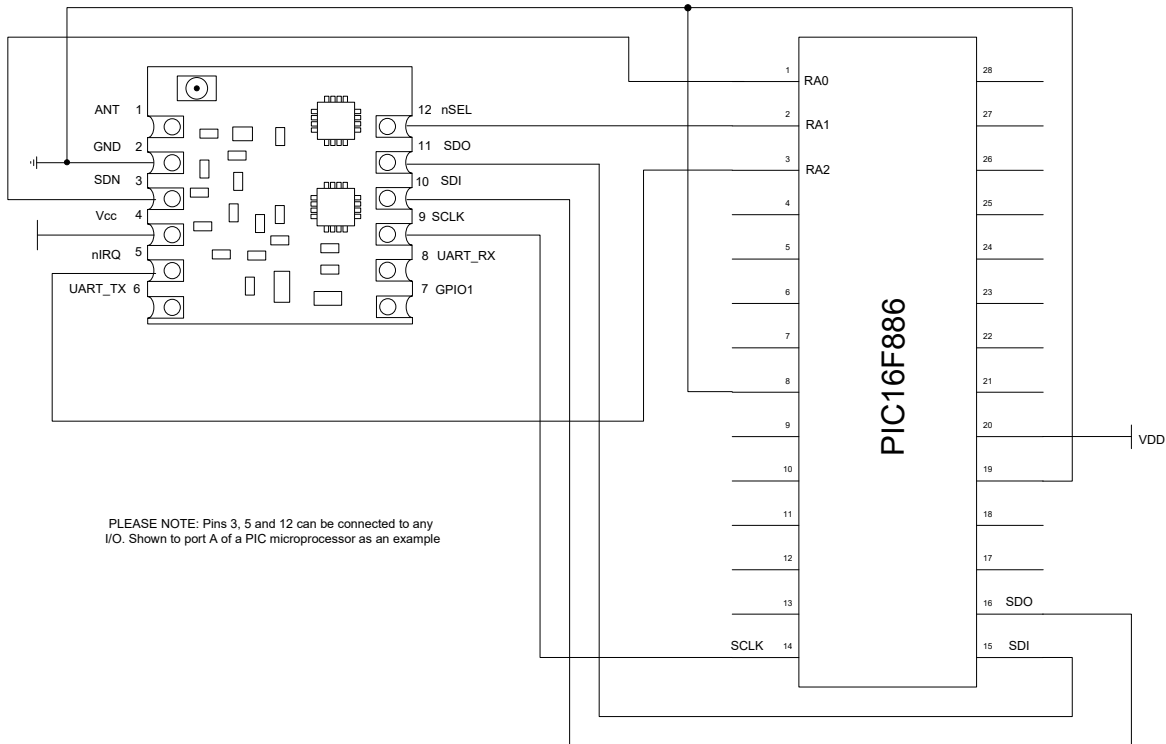 ANT 1
GND 2
SDN 3
Vcc 4
nIRQ 5
UART_TX 6
12 nSEL
11 SDO
10 SDI
9 SCLK
8 UART_RX
7 GPIO1
1 RA0
2 RA1
3 RA2
4
5
6
7
8
9
10
11
12
13
SCLK 14
PIC16F886
28
27
26
25
24
23
22
21
20 VDD
19
18
17
16 SDO
15 SDI
PLEASE NOTE: Pins 3, 5 and 12 can be connected to any
I/O. Shown to port A of a PIC microprocessor as an example